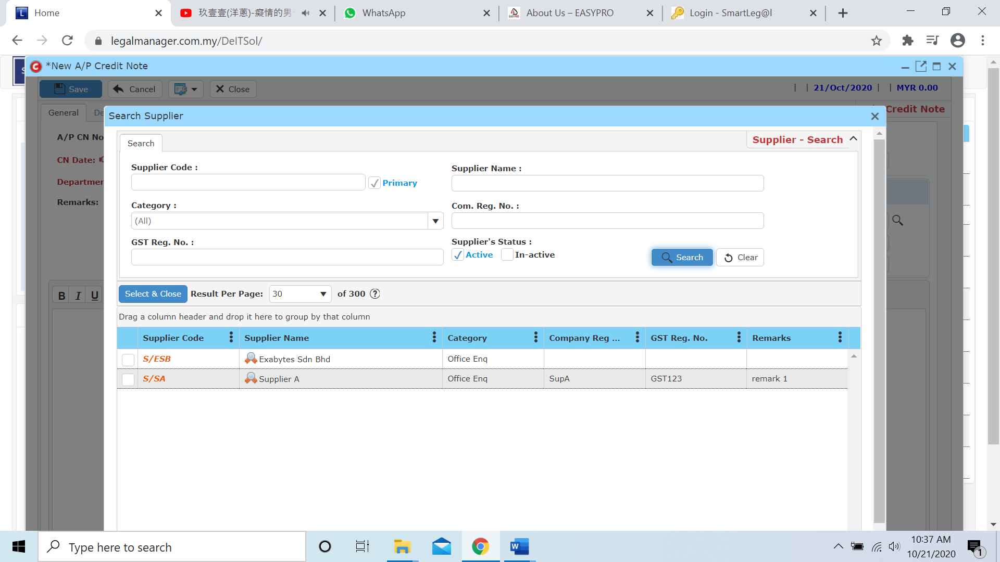 Home
玖壹壹(洋蔥)-癡情的男
WhatsApp
About Us – EASYPRO
Login - SmartLeg@l
legalmanager.com.my/DeITSol/
*New A/P Credit Note
Save
Cancel
Close
| | 21/Oct/2020 | | MYR 0.00
General
De
Credit Note
Search Supplier
A/P CN No
CN Date:
Departmen
Remarks:
B I U
Search
Supplier - Search
Supplier Code :
Primary
Supplier Name :
Category :
(All)
Com. Reg. No. :
GST Reg. No. :
Supplier's Status :
Active
In-active
Search
Clear
Select & Close Result Per Page: 30 of 300 ?
Drag a column header and drop it here to group by that column
Supplier Code Supplier Name Category Company Reg ... GST Reg. No. Remarks
S/ESB Exabytes Sdn Bhd Office Enq
S/SA Supplier A Office Enq SupA GST123 remark 1
Type here to search
10:37 AM
10/21/2020
1